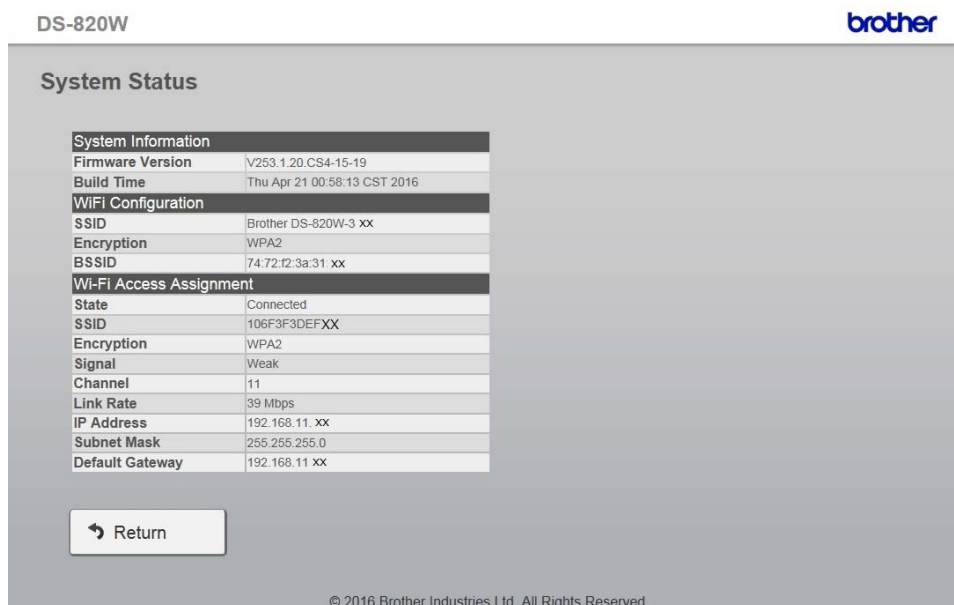 DS-820W brother
System Status
System Information
Firmware Version V253.1.20.CS4-15-19
Build Time Thu Apr 21 00:58:13 CST 2016
WiFi Configuration
SSID Brother DS-820W-3 xx
Encryption WPA2
BSSID 74:72:f2:3a:31: xx
Wi-Fi Access Assignment
State Connected
SSID 106F3F3DEFXX
Encryption WPA2
Signal Weak
Channel 11
Link Rate 39 Mbps
IP Address 192.168.11. xx
Subnet Mask 255.255.255.0
Default Gateway 192.168.11 xx
Return
© 2016 Brother Industries Ltd. All Rights Reserved